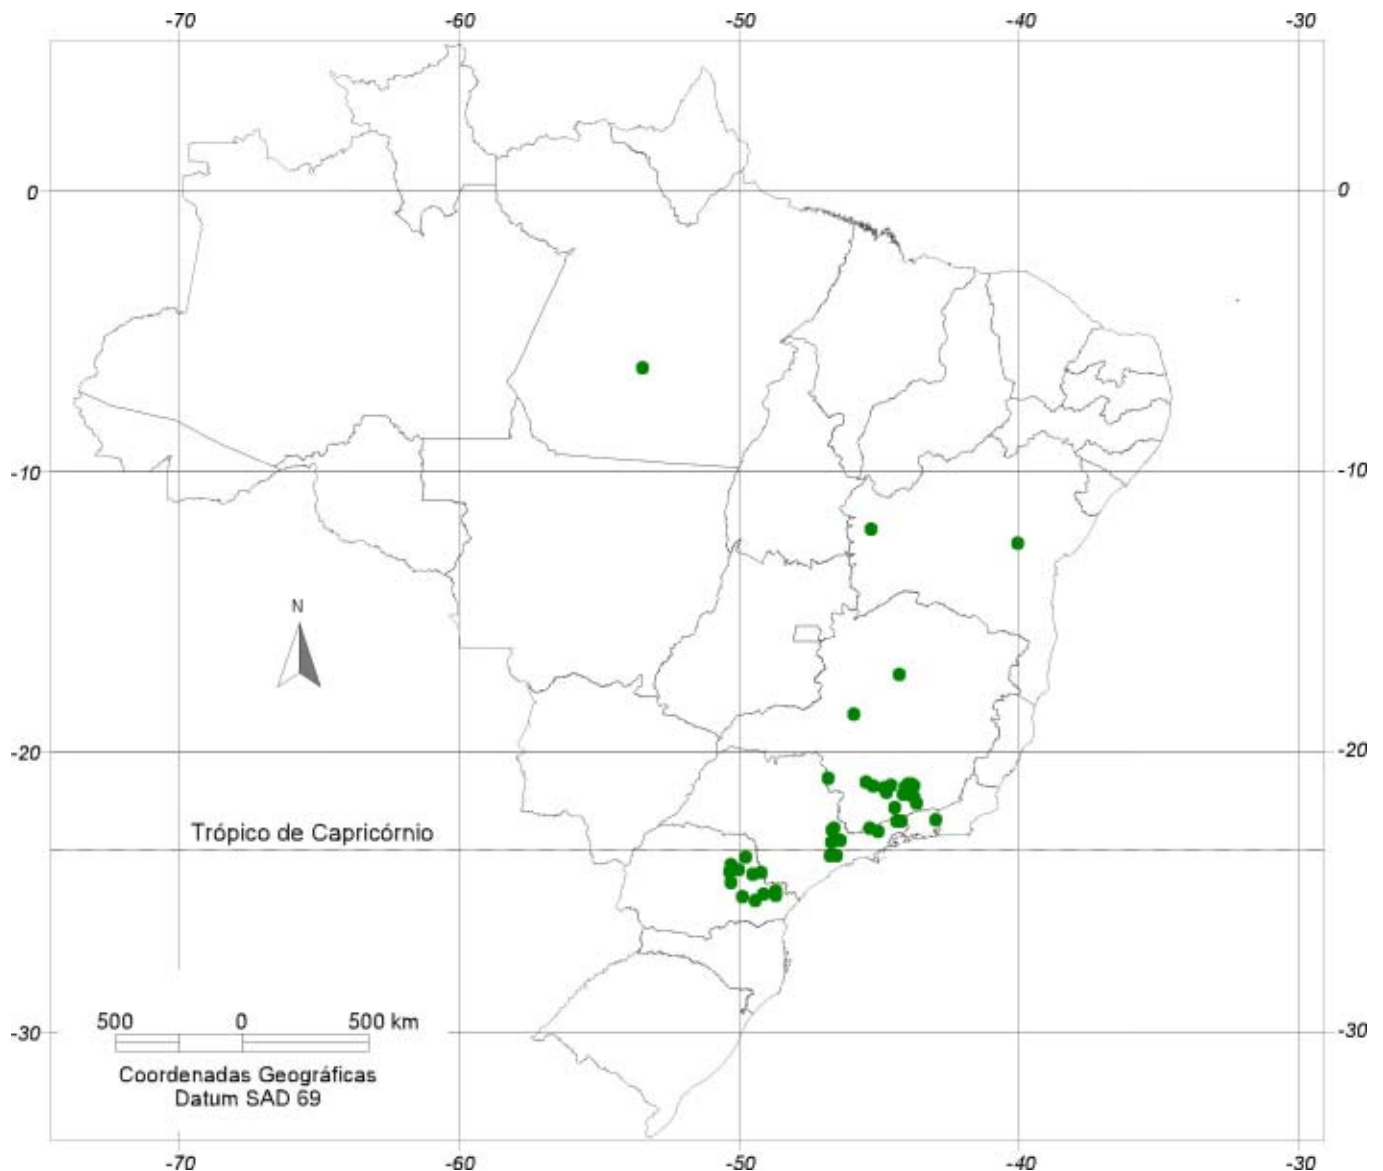 -70 -60 -50 -40 -30
0 0
-10 -10
N
-20 -20
Trópico de Capricórnio
500 0 500 km
-30 -30
Coordenadas Geográficas
Datum SAD 69
-70 -60 -50 -40 -30